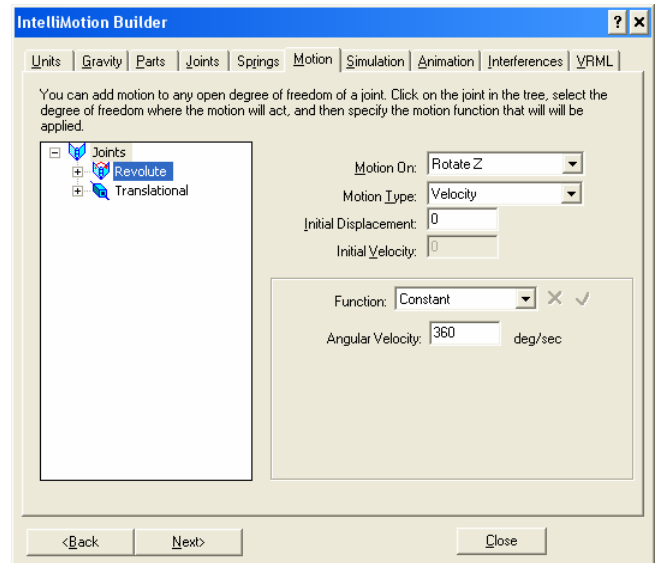 IntelliMotion Builder
? ×
Units Gravity Parts Joints Springs Motion Simulation Animation Interferences VRML
You can add motion to any open degree of freedom of a joint. Click on the joint in the tree, select the
degree of freedom where the motion will act, and then specify the motion function that will will be
applied.
Joints
Revolute
Translational
Motion On: Rotate Z
Motion Type: Velocity
Initial Displacement: 0
Initial Velocity: 0
Function: Constant
Angular Velocity: 360 deg/sec
<Back Next> Close